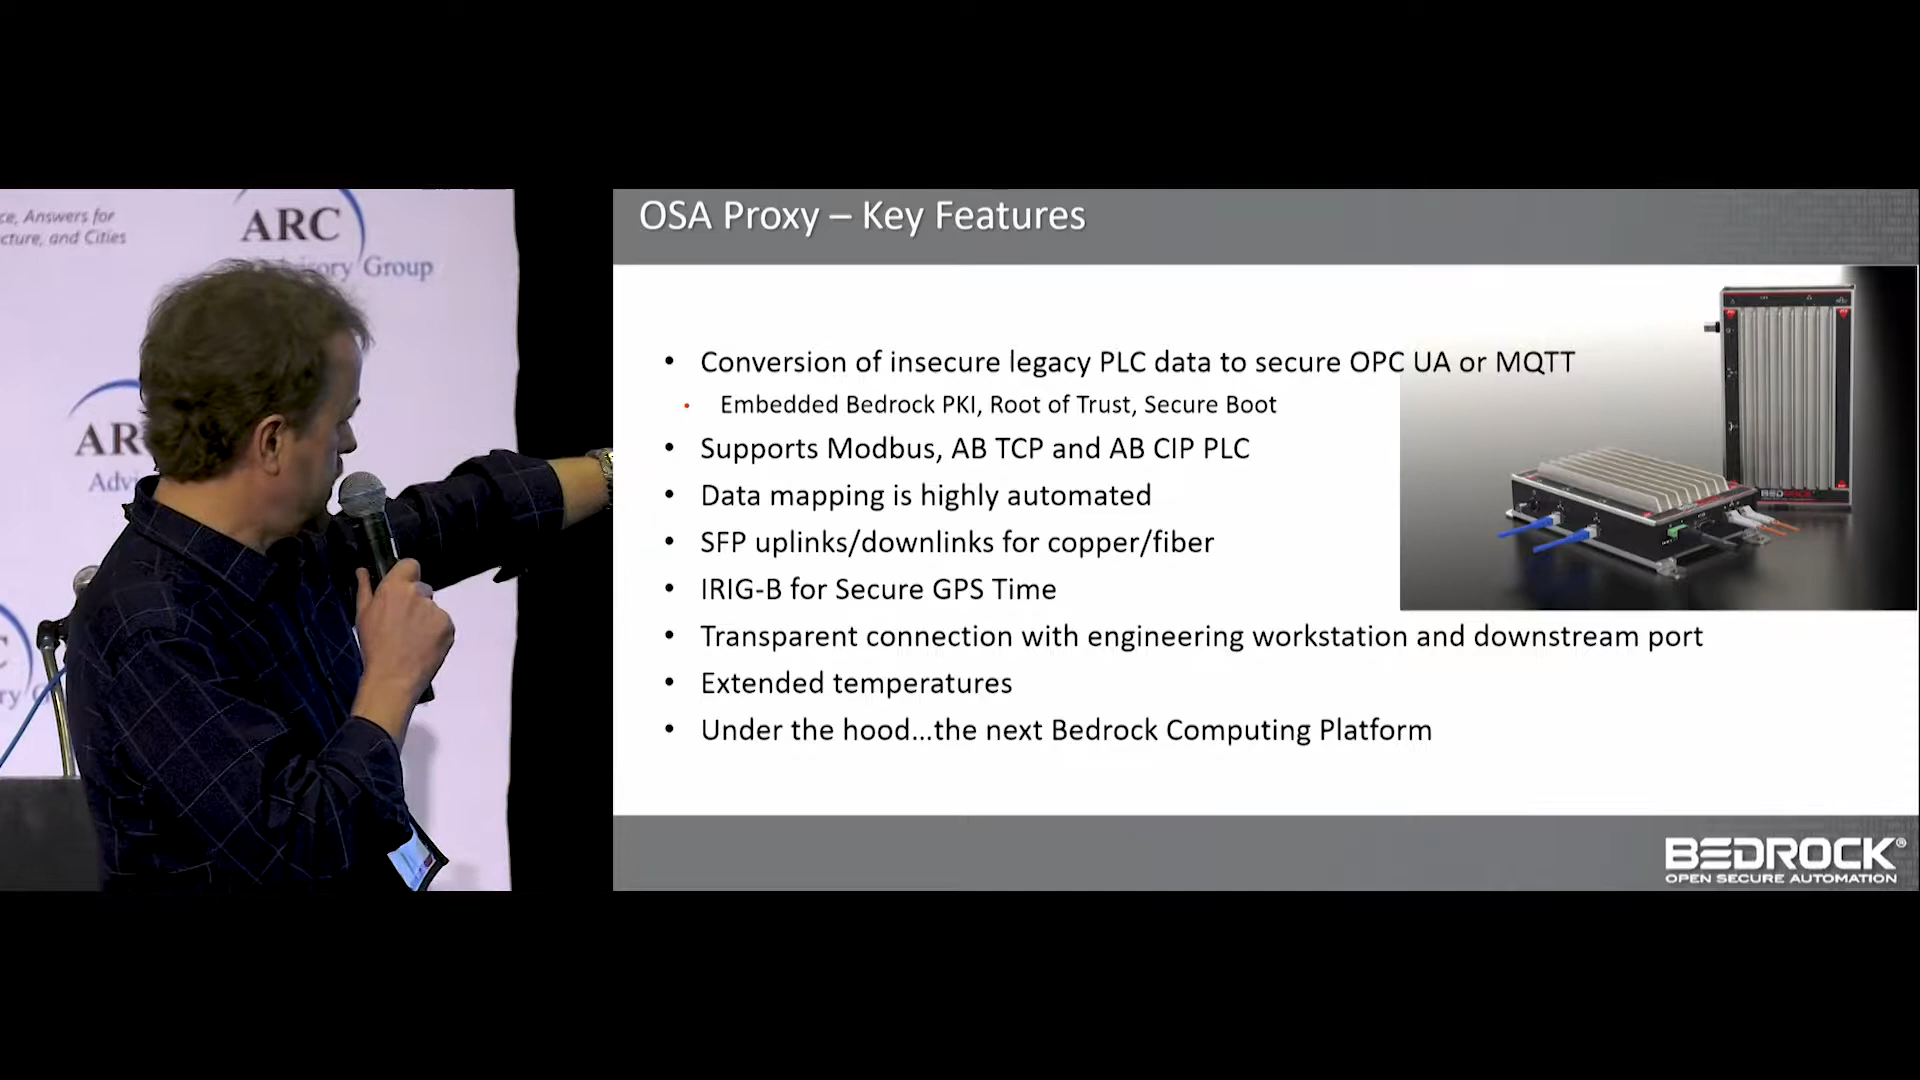 ce, Answers for
cture, and Cities
ARC
Advisory Group
AR
Advi
C
ry G
OSA Proxy – Key Features
• Conversion of insecure legacy PLC data to secure OPC UA or MQTT
• Embedded Bedrock PKI, Root of Trust, Secure Boot
• Supports Modbus, AB TCP and AB CIP PLC
• Data mapping is highly automated
• SFP uplinks/downlinks for copper/fiber
• IRIG-B for Secure GPS Time
• Transparent connection with engineering workstation and downstream port
• Extended temperatures
• Under the hood...the next Bedrock Computing Platform
BEDROCK
BEDROCK®
OPEN SECURE AUTOMATION